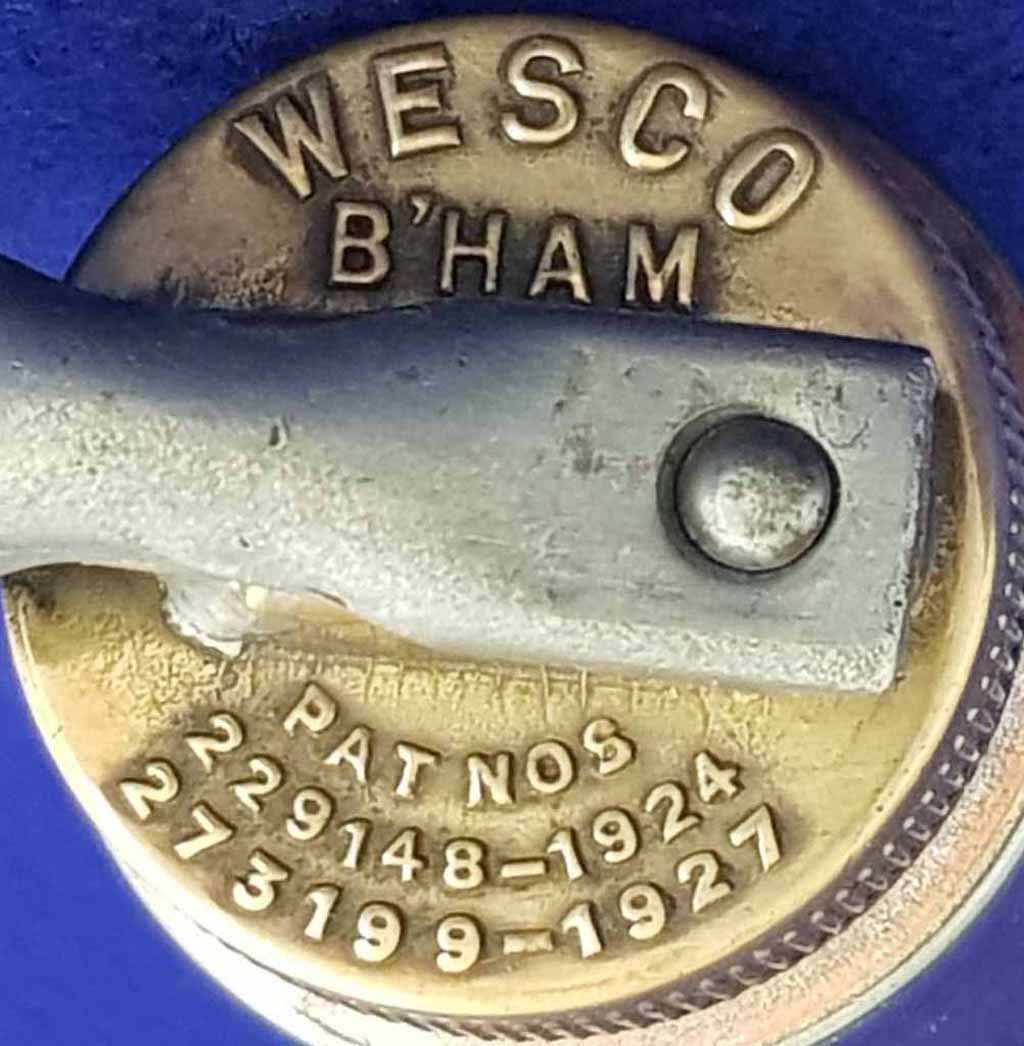 WESCO
B'HAM
PAT NOS
229148-1924
273199-1927